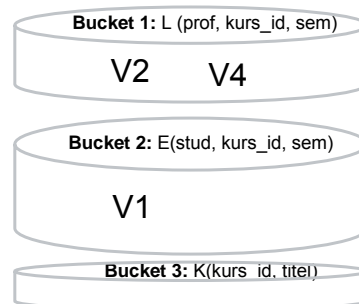 Bucket 1: L (prof, kurs_id, sem)
V2 V4
Bucket 2: E(stud, kurs_id, sem)
V1
Bucket 3: K(kurs_id, titel)